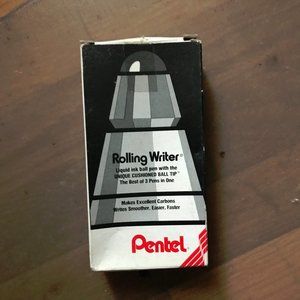 Rolling Writer®
Liquid ink ball pen with the
UNIQUE CUSHIONED BALL TIP™
The Best of 3 Pens in One
Makes Excellent Carbons
Writes Smoother, Easier, Faster
Pentel